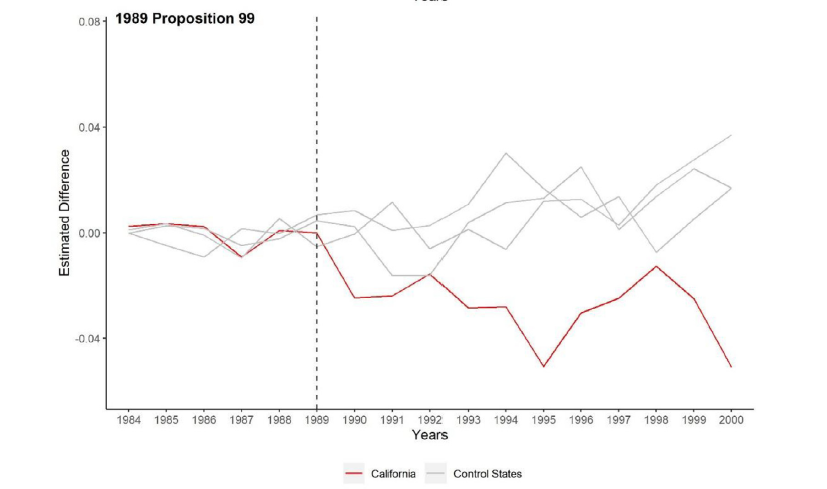 Years
1989 Proposition 99
0.08
0.04
0.00
-0.04
Estimated Difference
1984 1985 1986 1987 1988 1989 1990 1991 1992 1993 1994 1995 1996 1997 1998 1999 2000
Years
California Control States